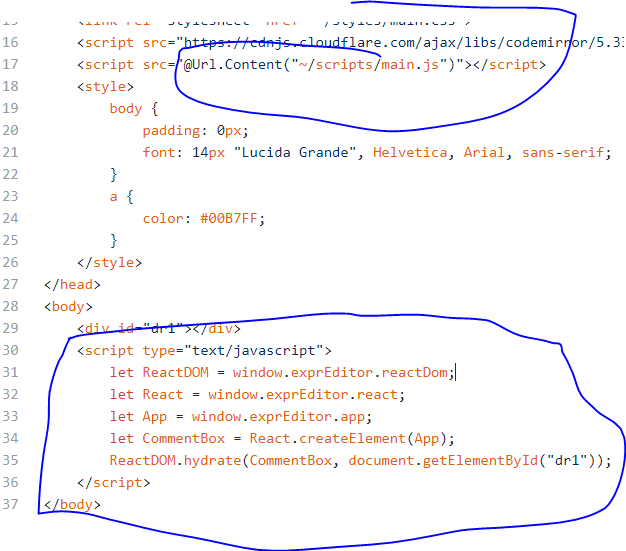 15 <link rel="stylesheet" href="~/styles/main.css">
16 <script src="https://cdnjs.cloudflare.com/ajax/libs/codemirror/5.33
17 <script src="@Url.Content("~/scripts/main.js")"></script>
18 <style>
19 body {
20 padding: 0px;
21 font: 14px "Lucida Grande", Helvetica, Arial, sans-serif;
22 }
23 a {
24 color: #00B7FF;
25 }
26 </style>
27 </head>
28 <body>
29 <div id="dr1"></div>
30 <script type="text/javascript">
31 let ReactDOM = window.exprEditor.reactDom;
32 let React = window.exprEditor.react;
33 let App = window.exprEditor.app;
34 let CommentBox = React.createElement(App);
35 ReactDOM.hydrate(CommentBox, document.getElementById("dr1"));
36 </script>
37 </body>